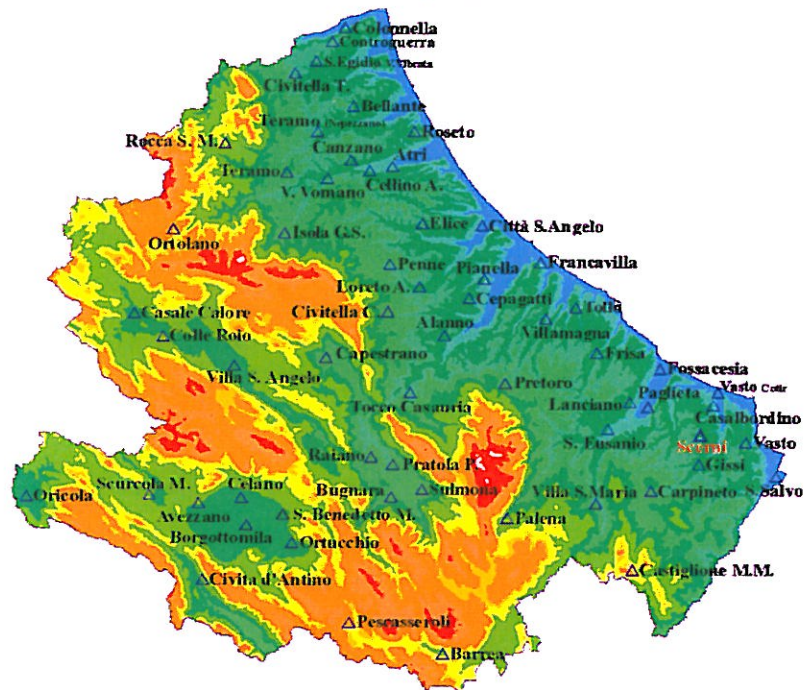 Colonnella
Controguerra
S.Egidio V. Vibrata
Civitella T.
Bellante
Teramo (Nepezzano)
Roseto
Rocca S. M.
Canzano
Atri
Teramo
V. Vomano
Cellino A.
Elice
Città S.Angelo
Ortolano
Isola G.S.
Penne
Pianella
Francavilla
Loreto A.
Cepagatti
Tollo
Casale Calore
Civitella C.
Alanno
Villamagna
Colle Roio
Capestrano
Frisa
Villa S. Angelo
Fossacesia
Pretoro
Paglieta
Vasto
Tocco Casauria
Lanciano
Casalbordino
S. Eusanio
Scerni
Vasto
Raiano
Pratola P.
Gissi
Oricola
Scurcola M.
Celano
Bugnara
Sulmona
Villa S.Maria
Carpineto
S.Salvo
Avezzano
S. Benedetto M.
Palena
Borgottomila
Ortucchio
Civita d'Antino
Castiglione M.M.
Pescasseroli
Barrea